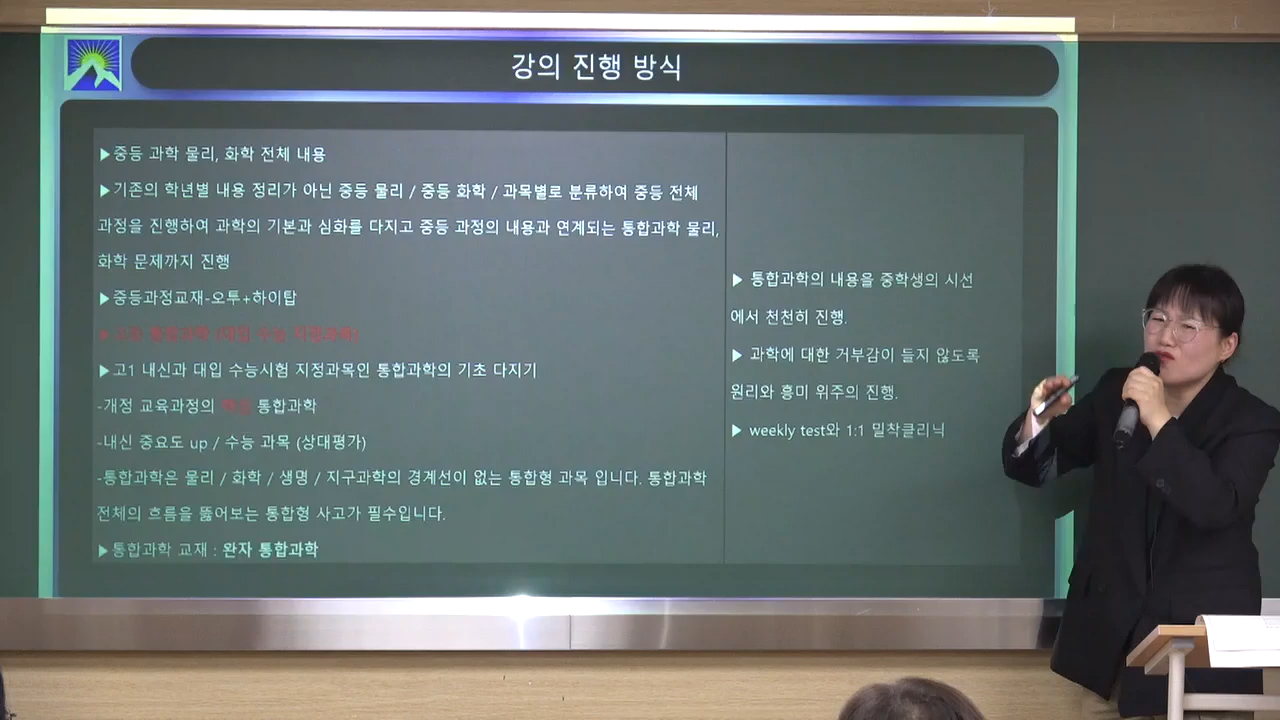 강의 진행 방식
▶중등 과학 물리, 화학 전체 내용
▶기존의 학년별 내용 정리가 아닌 중등 물리 / 중등 화학 / 과목별로 분류하여 중등 전체
과정을 진행하여 과학의 기본과 심화를 다지고 중등 과정의 내용과 연계되는 통합과학 물리,
화학 문제까지 진행
▶중등과정교재-오투+하이탑
통합과학 (대입 수능
▶고1 내신과 대입 수능시험 지정과목인 통합과학의 기초 다지기
-개정 교육과정의 핵심 통합과학
-내신 중요도 up / 수능 과목 (상대평가)
-통합과학은 물리 / 화학 / 생명 / 지구과학의 경계선이 없는 통합형 과목 입니다. 통합과학
전체의 흐름을 뚫어보는 통합형 사고가 필수입니다.
▶통합과학 교재 : 완자 통합과학
▶ 통합과학의 내용을 중학생의 시선
에서 천천히 진행.
▶ 과학에 대한 거부감이 들지 않도록
원리와 흥미 위주의 진행.
▶ weekly test와 1:1 밀착클리닉